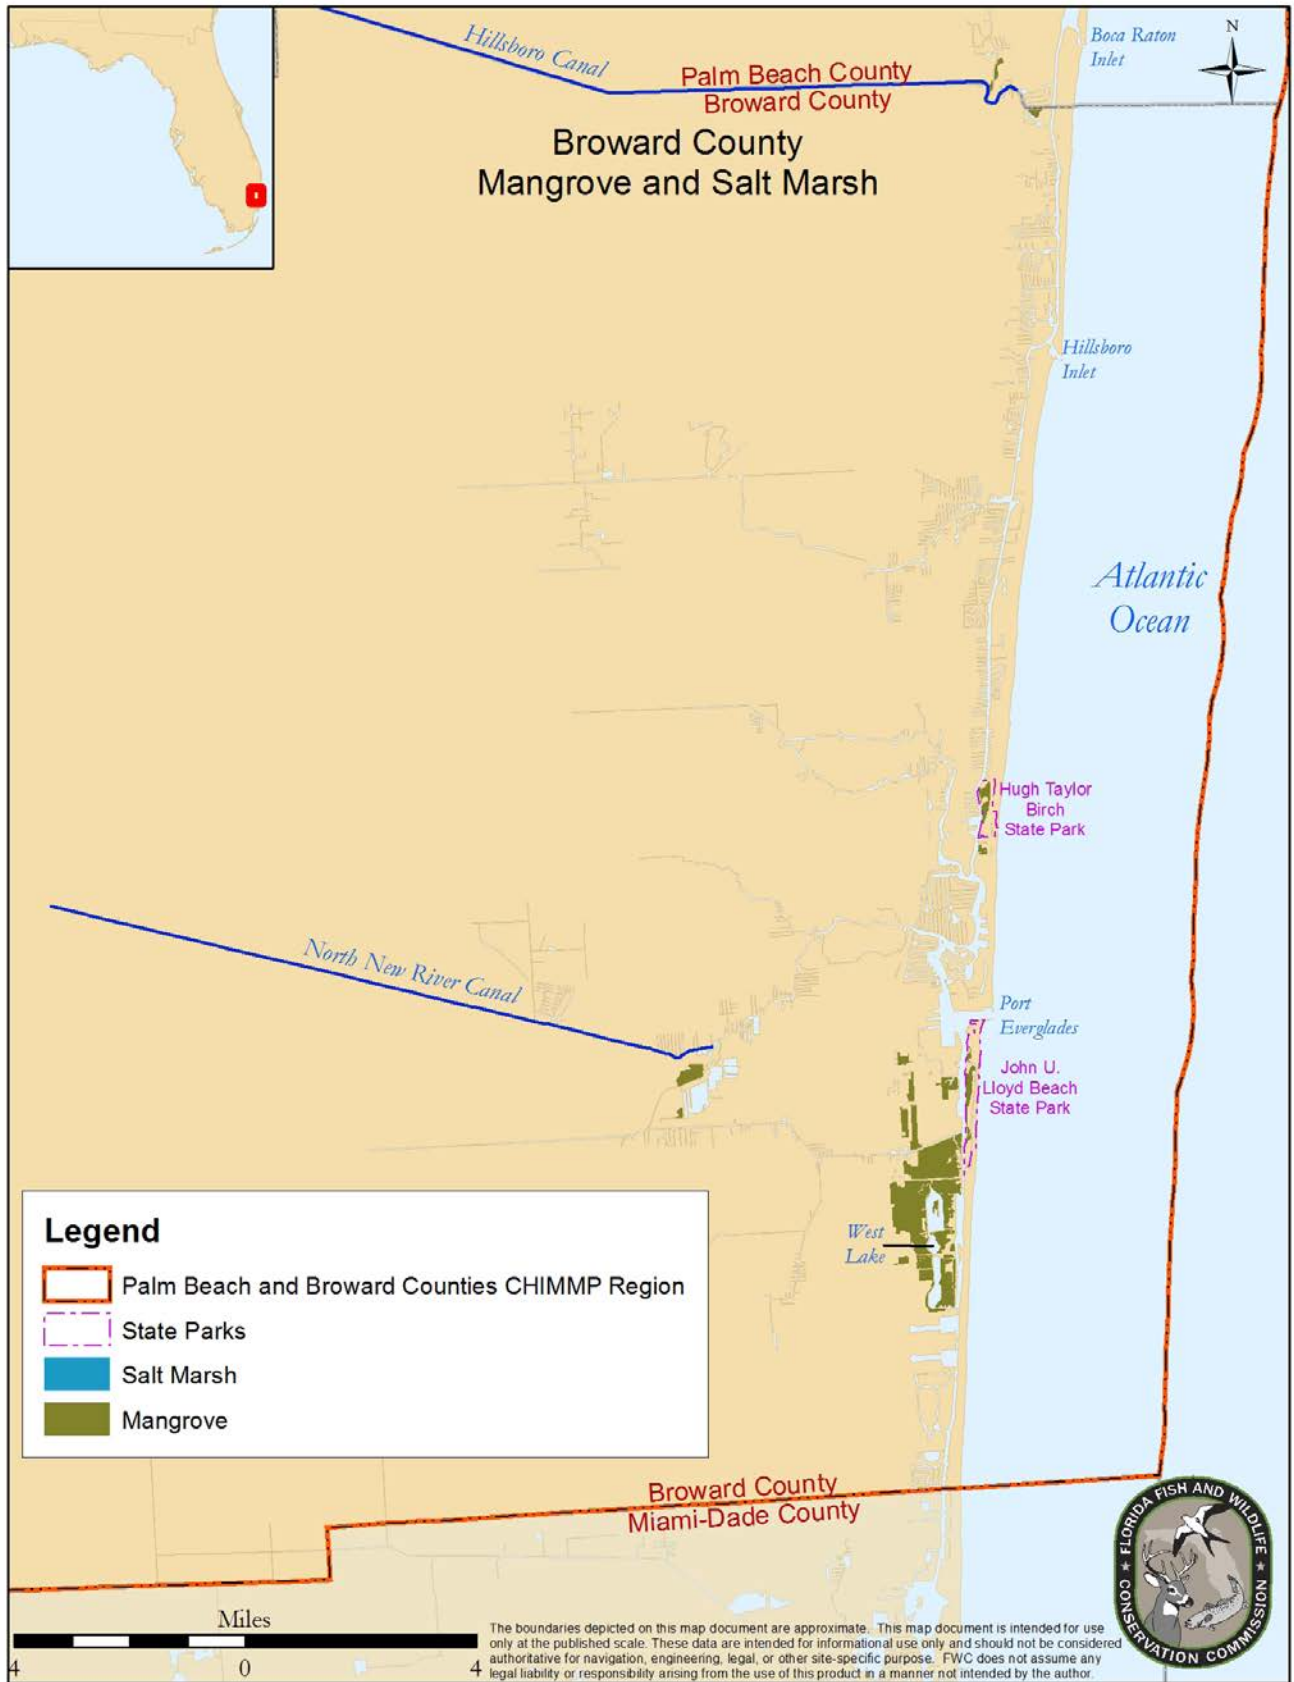 Hillsboro Canal
Boca Raton
Inlet
N
Palm Beach County
Broward County
Broward County
Mangrove and Salt Marsh
Hillsboro
Inlet
Atlantic
Ocean
Hugh Taylor
Birch
State Park
North New River Canal
Port
Everglades
John U.
Lloyd Beach
State Park
West
Lake
Legend
Palm Beach and Broward Counties CHIMMP Region
State Parks
Salt Marsh
Mangrove
Broward County
Miami-Dade County
FLORIDA FISH AND WILDLIFE
CONSERVATION COMMISSION
Miles
4 0 4
The boundaries depicted on this map document are approximate. This map document is intended for use
only at the published scale. These data are intended for informational use only and should not be considered
authoritative for navigation, engineering, legal, or other site-specific purpose. FWC does not assume any
legal liability or responsibility arising from the use of this product in a manner not intended by the author.